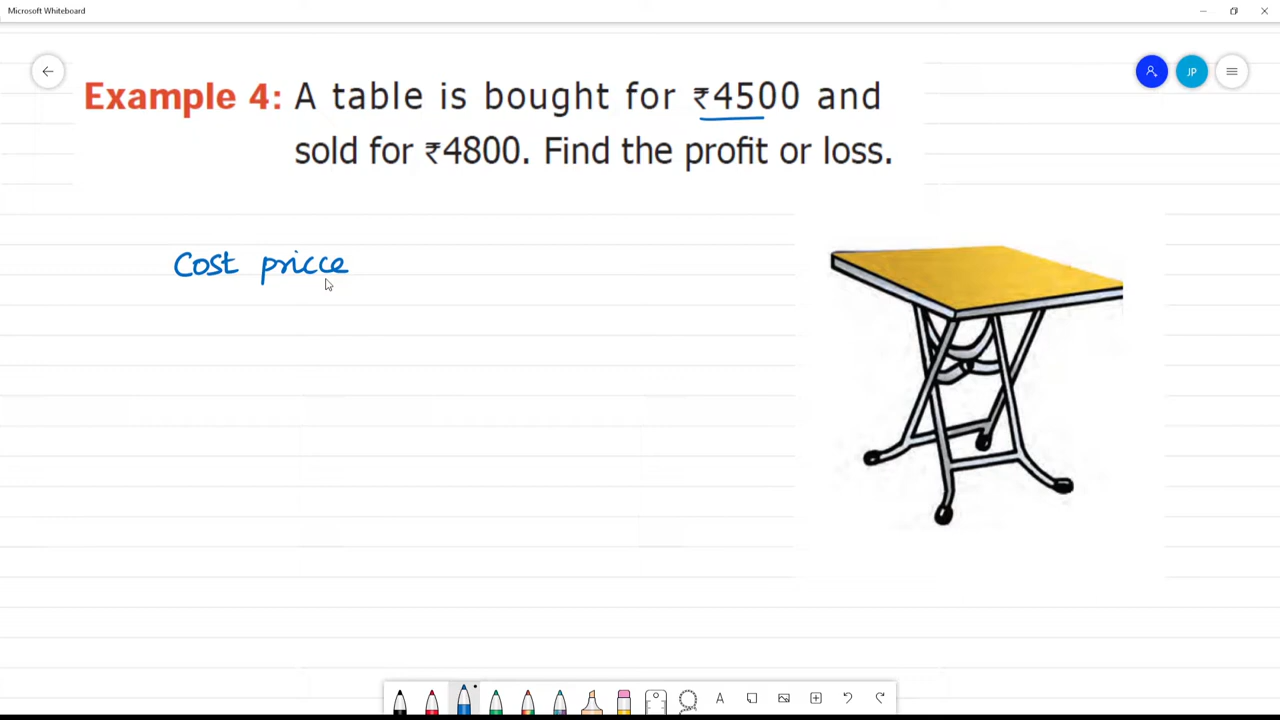 Microsoft Whiteboard
JP
Example 4: A table is bought for ₹4500 and
sold for ₹4800. Find the profit or loss.
Cost pricce
A